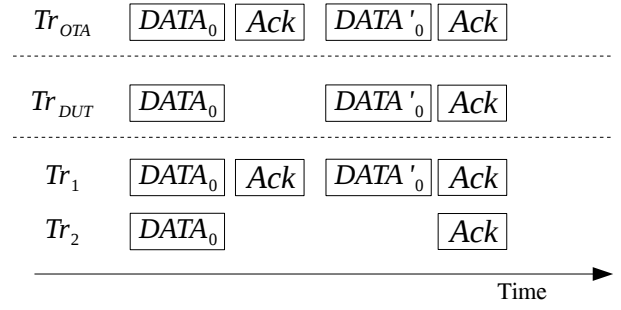 Tr_OTA DATA_0 Ack DATA '_0 Ack
Tr_DUT DATA_0 DATA '_0 Ack
Tr_1 DATA_0 Ack DATA '_0 Ack
Tr_2 DATA_0 Ack
Time